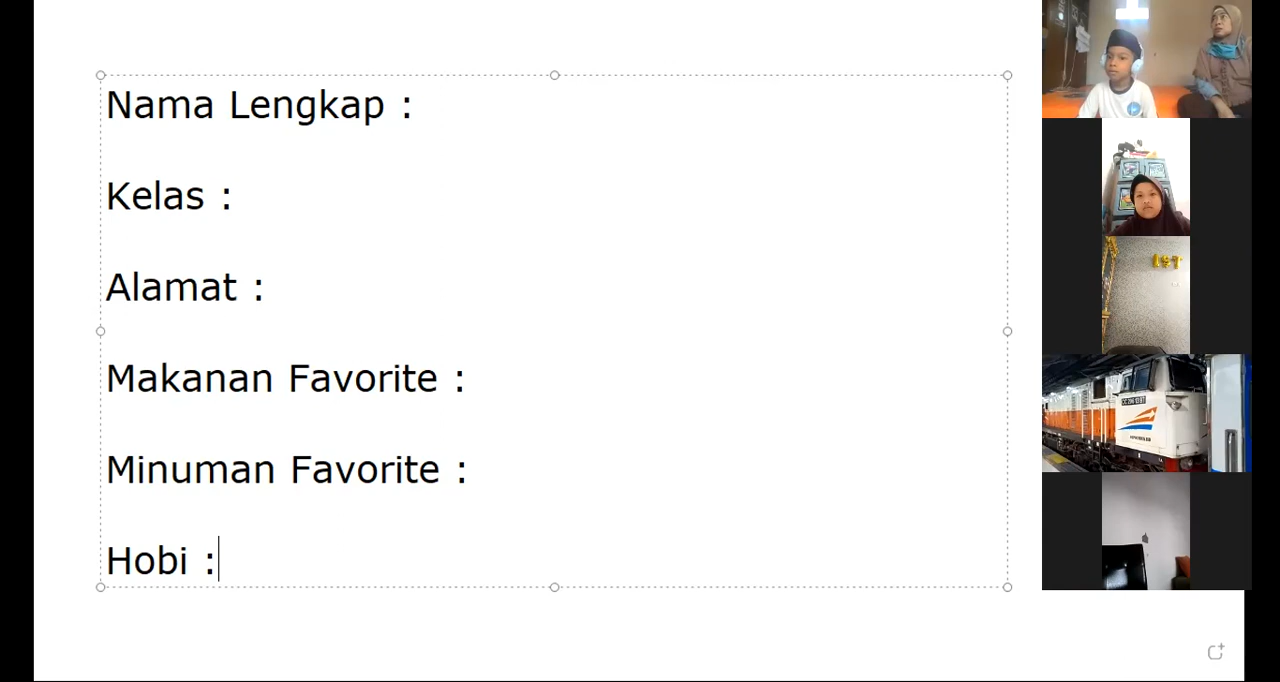 Nama Lengkap :
Kelas :
Alamat :
Makanan Favorite :
Minuman Favorite :
Hobi :